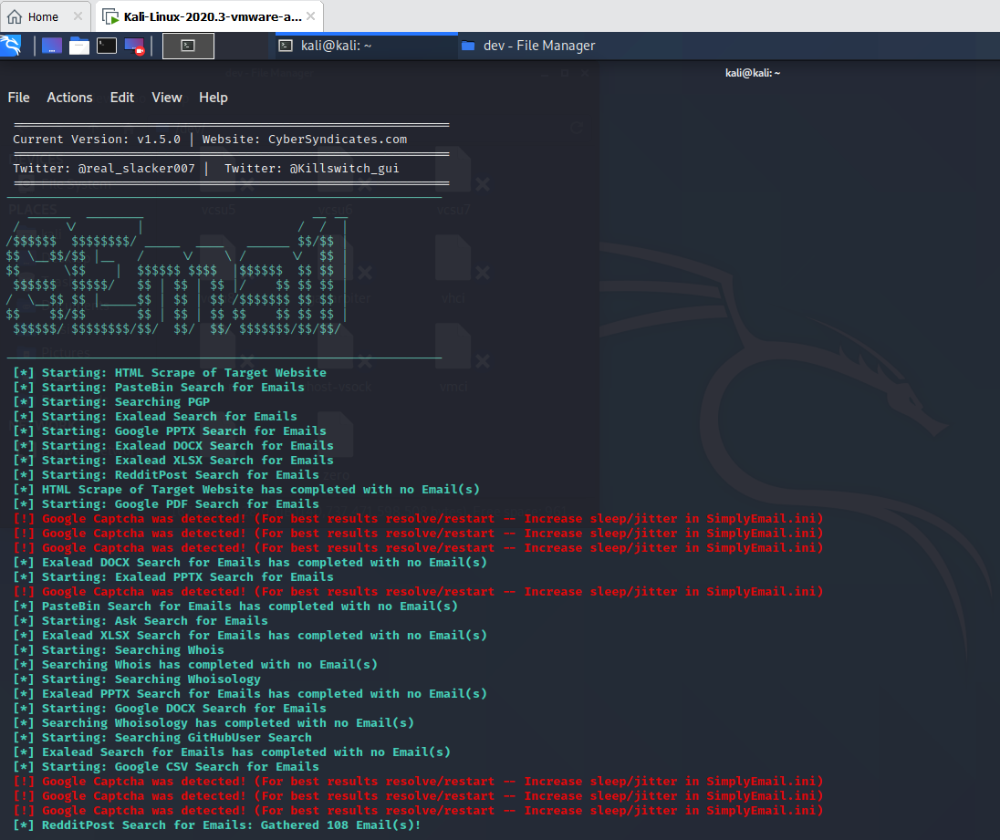 Home
Kali-Linux-2020.3-vmware-a...
kali@kali: ~
dev - File Manager
kali@kali: ~
File Actions Edit View Help
Current Version: v1.5.0 | Website: CyberSyndicates.com
Twitter: @real_slacker007 | Twitter: @Killswitch_gui
PLACES
vcsu5
vcsu6
vcsu7
vhci
Pictures
host-vsock
vmci
[*] Starting: HTML Scrape of Target Website
[*] Starting: PasteBin Search for Emails
[*] Starting: Searching PGP
[*] Starting: Exalead Search for Emails
[*] Starting: Google PPTX Search for Emails
[*] Starting: Exalead DOCX Search for Emails
[*] Starting: Exalead XLSX Search for Emails
[*] Starting: RedditPost Search for Emails
[*] HTML Scrape of Target Website has completed with no Email(s)
[*] Starting: Google PDF Search for Emails
[!] Google Captcha was detected! (For best results resolve/restart -- Increase sleep/jitter in SimplyEmail.ini)
[!] Google Captcha was detected! (For best results resolve/restart -- Increase sleep/jitter in SimplyEmail.ini)
[!] Google Captcha was detected! (For best results resolve/restart -- Increase sleep/jitter in SimplyEmail.ini)
[*] Exalead DOCX Search for Emails has completed with no Email(s)
[*] Starting: Exalead PPTX Search for Emails
[!] Google Captcha was detected! (For best results resolve/restart -- Increase sleep/jitter in SimplyEmail.ini)
[*] PasteBin Search for Emails has completed with no Email(s)
[*] Starting: Ask Search for Emails
[*] Exalead XLSX Search for Emails has completed with no Email(s)
[*] Starting: Searching Whois
[*] Searching Whois has completed with no Email(s)
[*] Starting: Searching Whoisology
[*] Exalead PPTX Search for Emails has completed with no Email(s)
[*] Starting: Google DOCX Search for Emails
[*] Searching Whoisology has completed with no Email(s)
[*] Starting: Searching GitHubUser Search
[*] Exalead Search for Emails has completed with no Email(s)
[*] Starting: Google CSV Search for Emails
[!] Google Captcha was detected! (For best results resolve/restart -- Increase sleep/jitter in SimplyEmail.ini)
[!] Google Captcha was detected! (For best results resolve/restart -- Increase sleep/jitter in SimplyEmail.ini)
[!] Google Captcha was detected! (For best results resolve/restart -- Increase sleep/jitter in SimplyEmail.ini)
[*] RedditPost Search for Emails: Gathered 108 Email(s)!